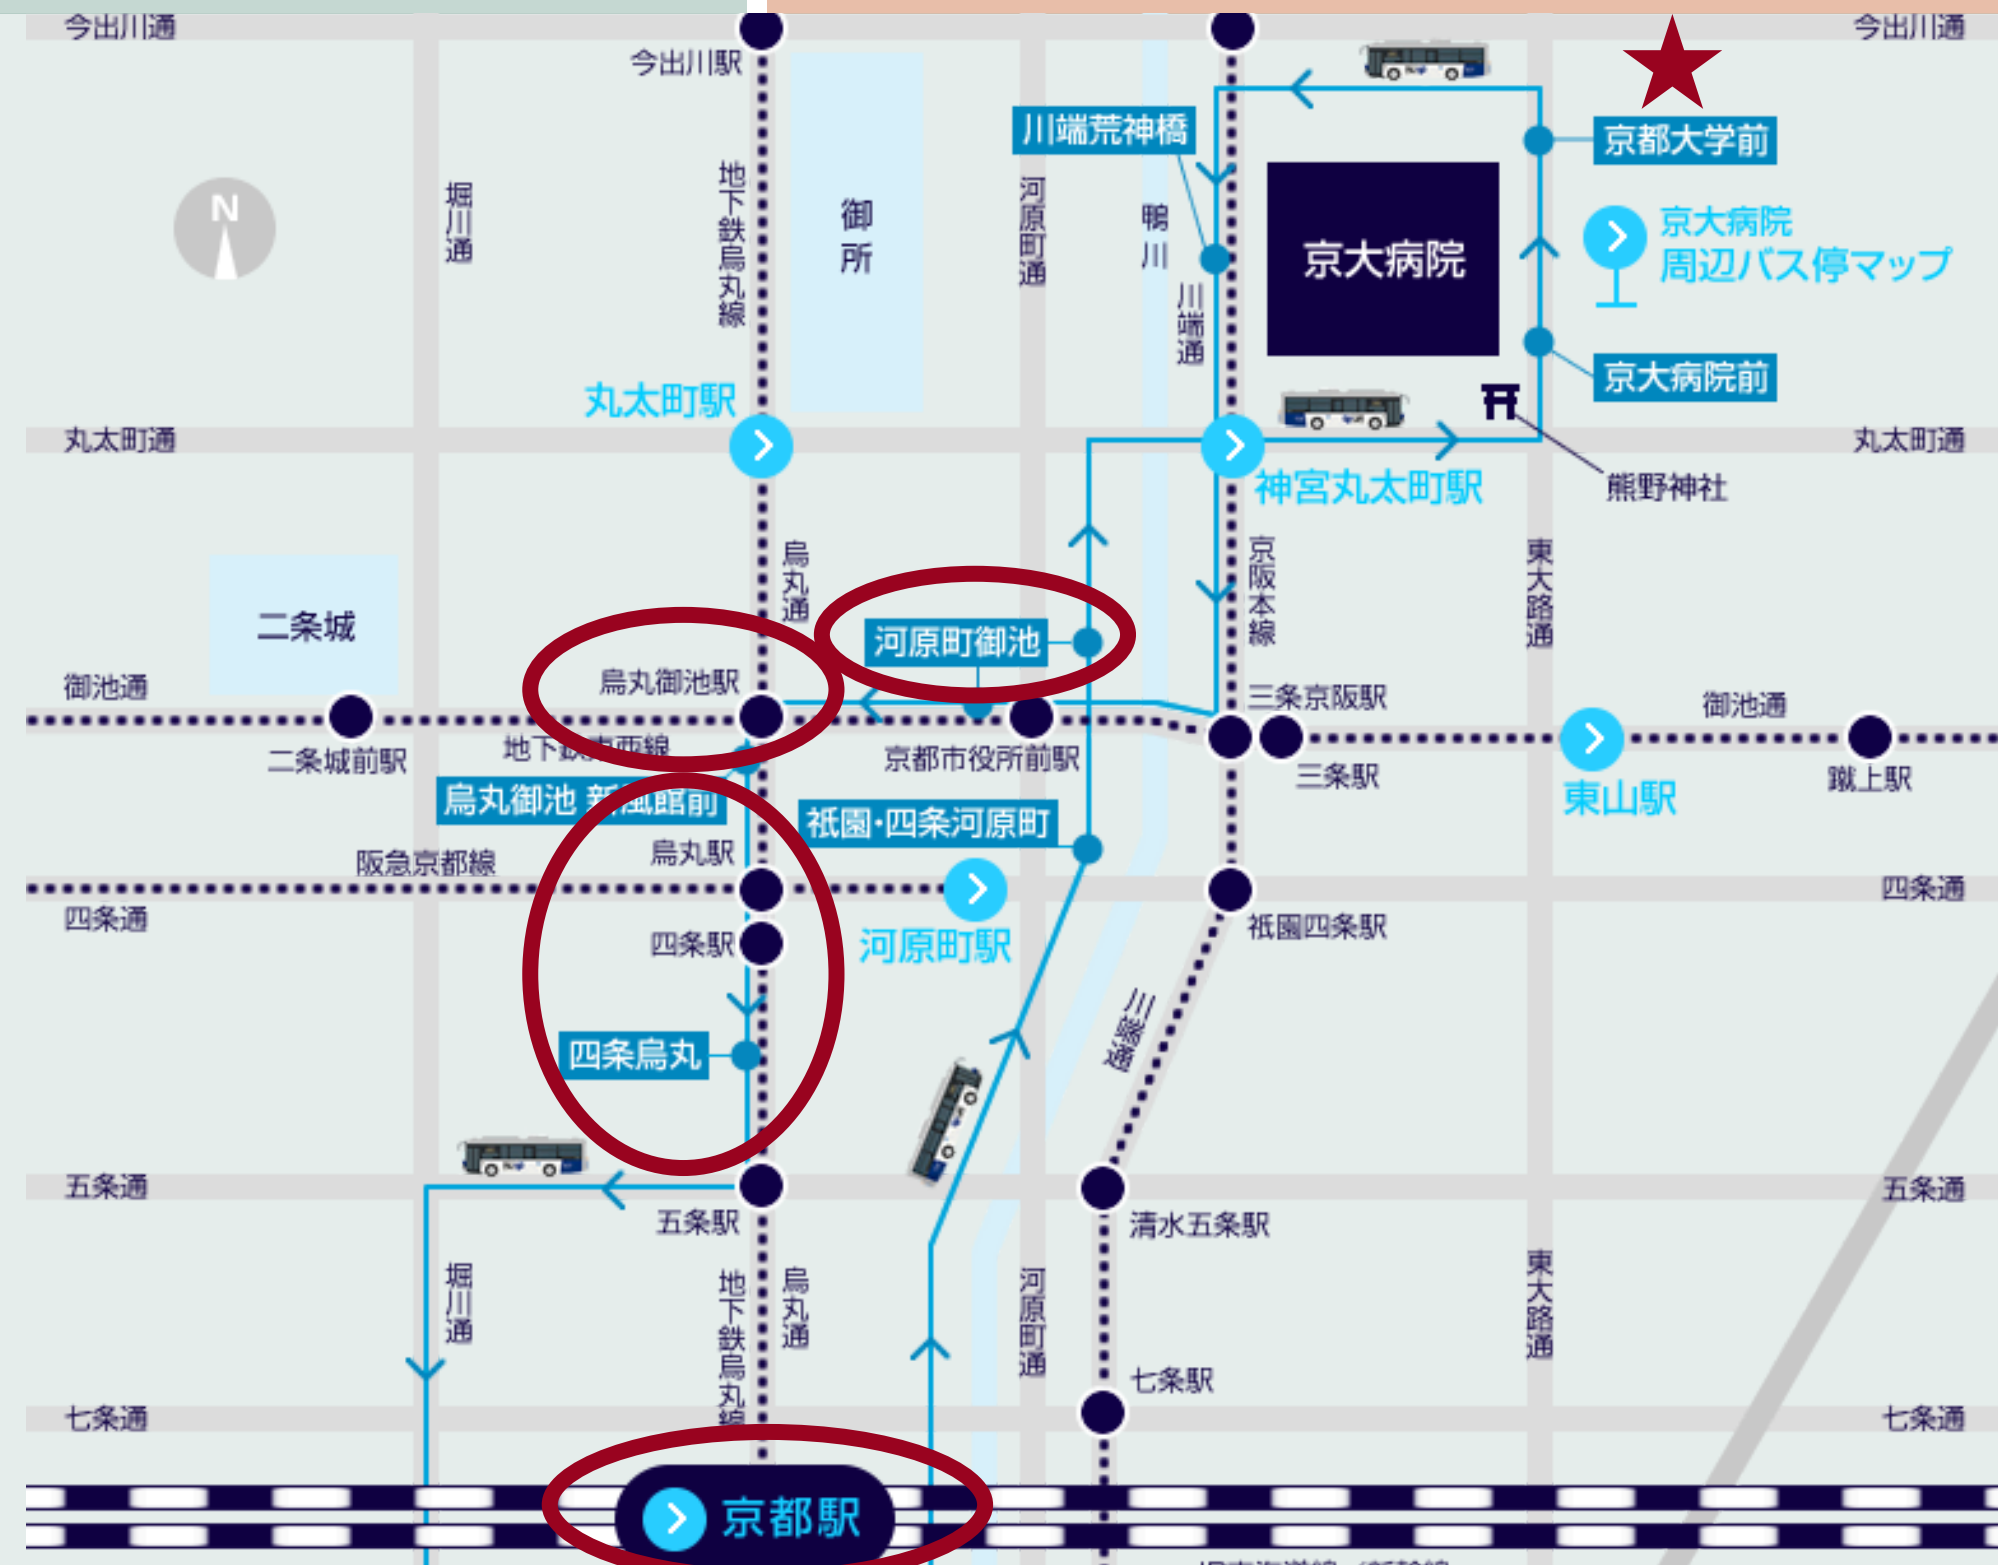 今出川通
今出川通
今出川駅
川端荒神橋
京都大学前
N
地下鉄烏丸線
堀川通
御所
河原町通
鴨川
川端通
京大病院
京大病院
周辺バス停マップ
京大病院前
丸太町駅
丸太町通
丸太町通
神宮丸太町駅
熊野神社
烏丸通
京阪本線
東大路通
二条城
河原町御池
御池通
烏丸御池駅
三条京阪駅
御池通
二条城前駅
地下鉄東西線
京都市役所前駅
三条駅
東山駅
蹴上駅
烏丸御池 新風館前
祇園・四条河原町
烏丸駅
阪急京都線
四条通
四条通
四条駅
河原町駅
祇園四条駅
四条烏丸
五条通
五条通
五条駅
清水五条駅
堀川通
地下鉄烏丸線
烏丸通
河原町通
東大路通
七条駅
七条通
七条通
京都駅